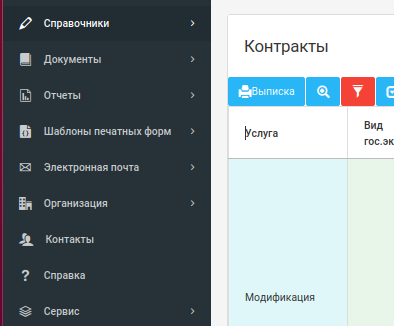 Справочники
Документы
Отчеты
Шаблоны печатных форм
Электронная почта
Организация
Контакты
Справка
Сервис
Контракты
Выписка
Услуга
Вид
гос.эк
Модификация